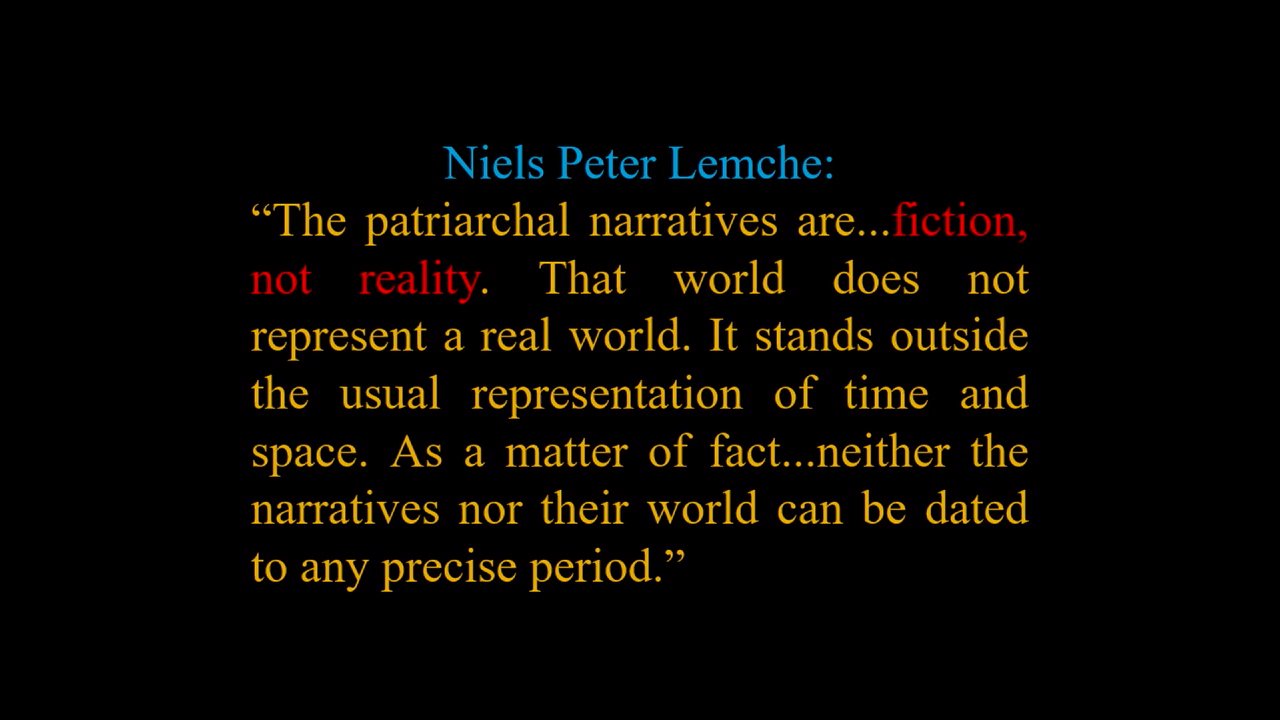 Niels Peter Lemche:
“The patriarchal narratives are...fiction,
not reality. That world does not
represent a real world. It stands outside
the usual representation of time and
space. As a matter of fact...neither the
narratives nor their world can be dated
to any precise period.”